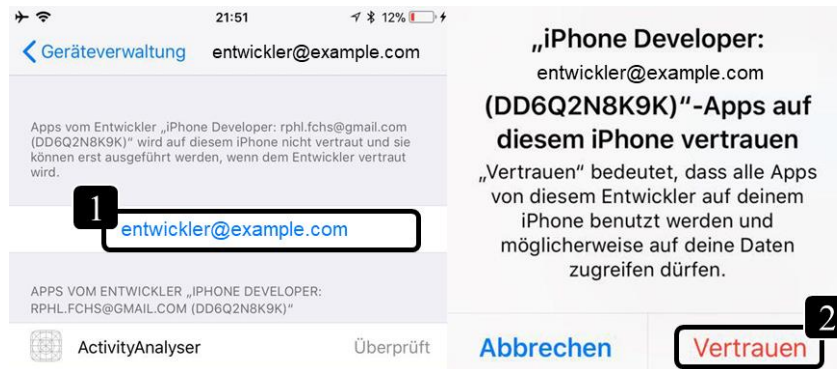 21:51
12%
Geräteverwaltung entwickler@example.com
Apps vom Entwickler „iPhone Developer: rphl.fchs@gmail.com
(DD6Q2N8K9K)“ wird auf diesem iPhone nicht vertraut und sie
können erst ausgeführt werden, wenn dem Entwickler vertraut
wird.
1
entwickler@example.com
APPS VOM ENTWICKLER „IPHONE DEVELOPER:
RPHL.FCHS@GMAIL.COM (DD6Q2N8K9K)“
ActivityAnalyser Überprüft
„iPhone Developer:
entwickler@example.com
(DD6Q2N8K9K)“-Apps auf
diesem iPhone vertrauen
„Vertrauen“ bedeutet, dass alle Apps
von diesem Entwickler auf deinem
iPhone benutzt werden und
möglicherweise auf deine Daten
zugreifen dürfen.
2
Abbrechen Vertrauen